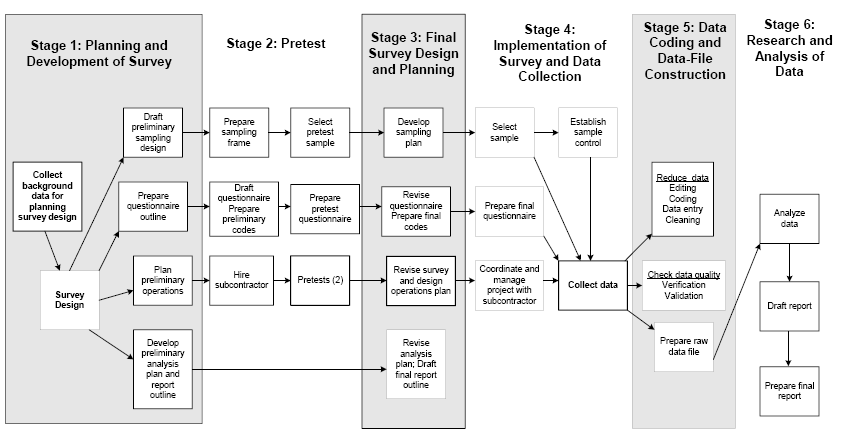 Stage 1: Planning and
Development of Survey
Stage 2: Pretest
Stage 3: Final
Survey Design
and Planning
Stage 4:
Implementation of
Survey and Data
Collection
Stage 5: Data
Coding and
Data-File
Construction
Stage 6:
Research and
Analysis of
Data
Collect
background
data for
planning
survey design
Survey
Design
Draft
preliminary
sampling
design
Prepare
sampling
frame
Select
pretest
sample
Develop
sampling
plan
Select
sample
Establish
sample
control
Prepare
questionnaire
outline
Draft
questionnaire
Prepare
preliminary
codes
Prepare
pretest
questionnaire
Revise
questionnaire
Prepare final
codes
Prepare final
questionnaire
Plan
preliminary
operations
Hire
subcontractor
Pretests (2)
Revise survey
and design
operations plan
Coordinate and
manage
project with
subcontractor
Collect data
Develop
preliminary
analysis
plan and
report
outline
Revise
analysis
plan; Draft
final report
outline
Reduce data
Editing
Coding
Data entry
Cleaning
Check data quality
Verification
Validation
Prepare raw
data file
Analyze
data
Draft report
Prepare final
report